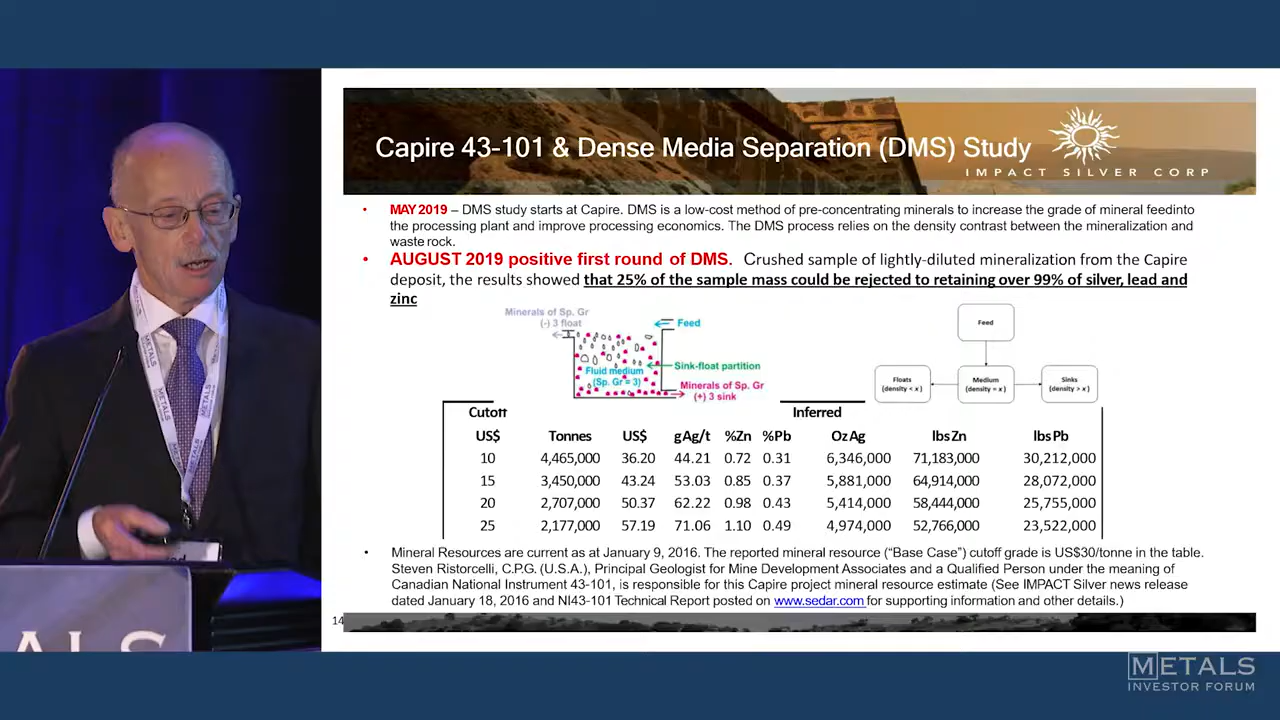 Capire 43-101 & Dense Media Separation (DMS) Study
IMPACT SILVER CORP
• MAY 2019 – DMS study starts at Capire. DMS is a low-cost method of pre-concentrating minerals to increase the grade of mineral feedinto
the processing plant and improve processing economics. The DMS process relies on the density contrast between the mineralization and
waste rock.
• AUGUST 2019 positive first round of DMS. Crushed sample of lightly-diluted mineralization from the Capire
deposit, the results showed that 25% of the sample mass could be rejected to retaining over 99% of silver, lead and
zinc
Minerals of Sp. Gr
(-) 3 float
Feed
Sink-float partition
Fluid medium
(Sp. Gr = 3)
Minerals of Sp. Gr
(+) 3 sink
Feed
Floats
(density < x)
Medium
(density = x)
Sinks
(density > x)
Cutoff Inferred
US$ Tonnes US$ gAg/t %Zn %Pb Oz Ag lbs Zn lbs Pb
10 4,465,000 36.20 44.21 0.72 0.31 6,346,000 71,183,000 30,212,000
15 3,450,000 43.24 53.03 0.85 0.37 5,881,000 64,914,000 28,072,000
20 2,707,000 50.37 62.22 0.98 0.43 5,414,000 58,444,000 25,755,000
25 2,177,000 57.19 71.06 1.10 0.49 4,974,000 52,766,000 23,522,000
• Mineral Resources are current as at January 9, 2016. The reported mineral resource ("Base Case") cutoff grade is US$30/tonne in the table.
Steven Ristorcelli, C.P.G. (U.S.A.), Principal Geologist for Mine Development Associates and a Qualified Person under the meaning of
Canadian National Instrument 43-101, is responsible for this Capire project mineral resource estimate (See IMPACT Silver news release
dated January 18, 2016 and NI43-101 Technical Report posted on www.sedar.com for supporting information and other details.)
14
METALS
METALS
TALS
METALS
INVESTOR FORUM